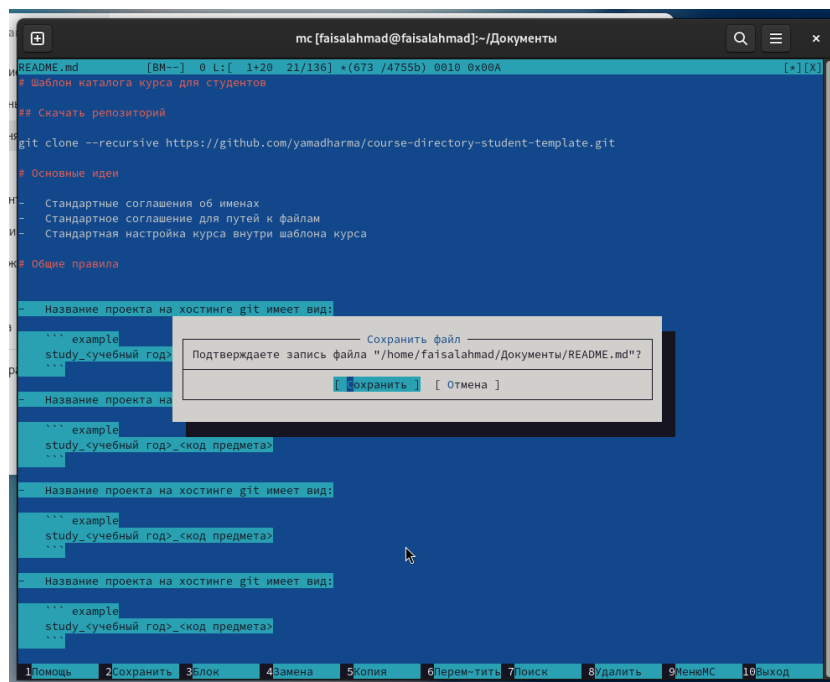 mc [faisalahmad@faisalahmad]:~/Документы
README.md [BM--] 0 L:[ 1+20 21/136] *(673 /4755b) 0010 0x00A [*][X]
# Шаблон каталога курса для студентов
## Скачать репозиторий
git clone --recursive https://github.com/yamadharma/course-directory-student-template.git
# Основные идеи
- Стандартные соглашения об именах
- Стандартное соглашение для путей к файлам
- Стандартная настройка курса внутри шаблона курса
# Общие правила
- Название проекта на хостинге git имеет вид:
``` example
study_<учебный год>
```
- Название проекта на
``` example
study_<учебный год>_<код предмета>
```
- Название проекта на хостинге git имеет вид:
``` example
study_<учебный год>_<код предмета>
```
- Название проекта на хостинге git имеет вид:
``` example
study_<учебный год>_<код предмета>
```
Сохранить файл
Подтверждаете запись файла "/home/faisalahmad/Документы/README.md"?
[ Сохранить ] [ Отмена ]
1Помощь 2Сохранить 3Блок 4Замена 5Копия 6Перем~тить 7Поиск 8Удалить 9МенюМС 10Выход